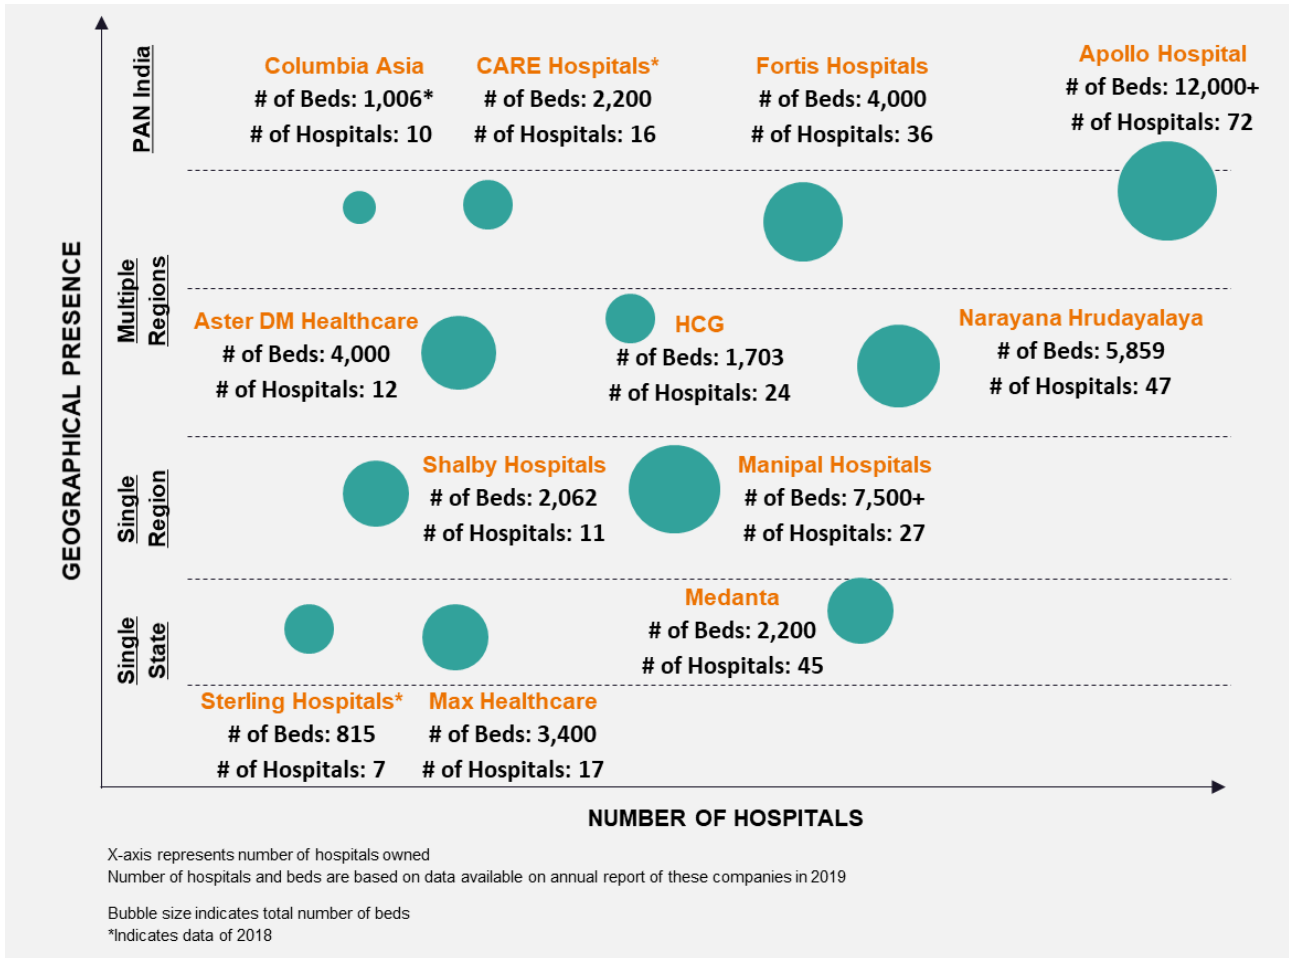 PAN India
Columbia Asia
# of Beds: 1,006*
# of Hospitals: 10
CARE Hospitals*
# of Beds: 2,200
# of Hospitals: 16
Fortis Hospitals
# of Beds: 4,000
# of Hospitals: 36
Apollo Hospital
# of Beds: 12,000+
# of Hospitals: 72
GEOGRAPHICAL PRESENCE
Multiple
Regions
Aster DM Healthcare
# of Beds: 4,000
# of Hospitals: 12
HCG
# of Beds: 1,703
# of Hospitals: 24
Narayana Hrudayalaya
# of Beds: 5,859
# of Hospitals: 47
Single
Region
Shalby Hospitals
# of Beds: 2,062
# of Hospitals: 11
Manipal Hospitals
# of Beds: 7,500+
# of Hospitals: 27
Single
State
Medanta
# of Beds: 2,200
# of Hospitals: 45
Sterling Hospitals*
# of Beds: 815
# of Hospitals: 7
Max Healthcare
# of Beds: 3,400
# of Hospitals: 17
NUMBER OF HOSPITALS
X-axis represents number of hospitals owned
Number of hospitals and beds are based on data available on annual report of these companies in 2019
Bubble size indicates total number of beds
*Indicates data of 2018